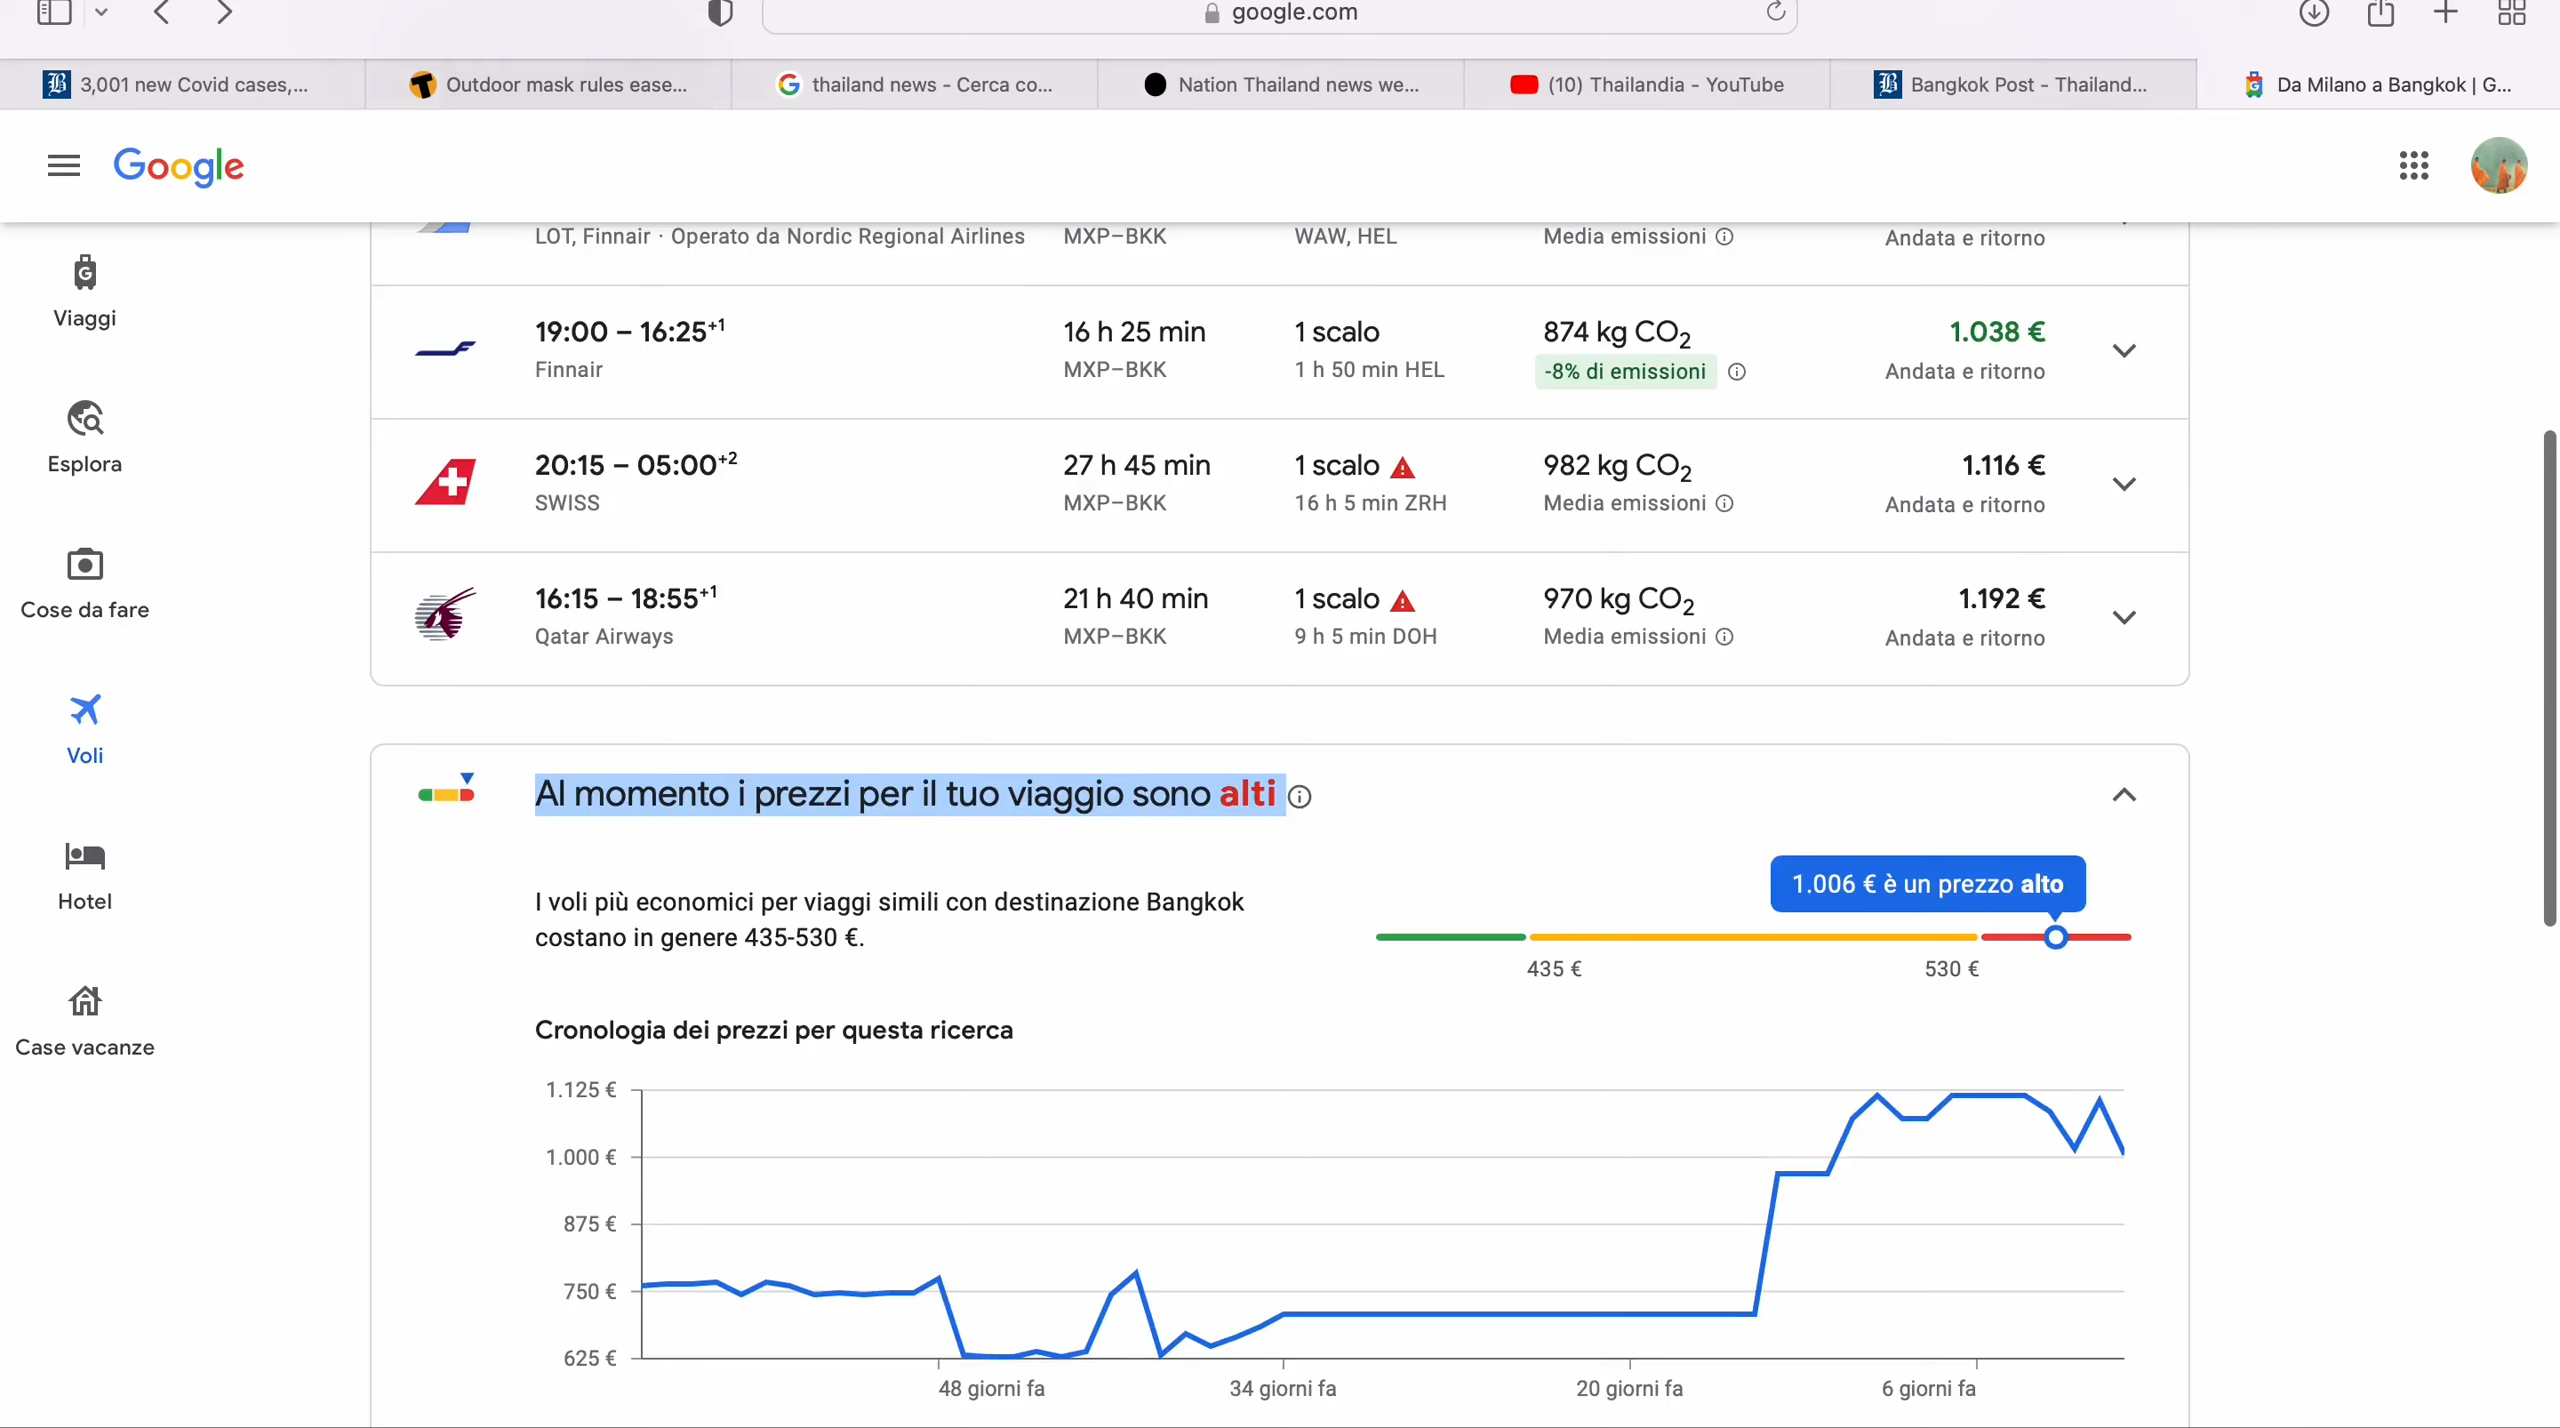 google.com
3,001 new Covid cases,...
Outdoor mask rules ease...
thailand news - Cerca co...
Nation Thailand news we...
(10) Thailandia - YouTube
Bangkok Post - Thailand...
Da Milano a Bangkok | G...
Google
Viaggi
Esplora
Cose da fare
Voli
Hotel
Case vacanze
LOT, Finnair · Operato da Nordic Regional Airlines MXP–BKK WAW, HEL Media emissioni Andata e ritorno
19:00 – 16:25+1 16 h 25 min 1 scalo 874 kg CO2 1.038 €
Finnair MXP–BKK 1 h 50 min HEL -8% di emissioni Andata e ritorno
20:15 – 05:00+2 27 h 45 min 1 scalo 982 kg CO2 1.116 €
SWISS MXP–BKK 16 h 5 min ZRH Media emissioni Andata e ritorno
16:15 – 18:55+1 21 h 40 min 1 scalo 970 kg CO2 1.192 €
Qatar Airways MXP–BKK 9 h 5 min DOH Media emissioni Andata e ritorno
Al momento i prezzi per il tuo viaggio sono alti
I voli più economici per viaggi simili con destinazione Bangkok
costano in genere 435-530 €.
1.006 € è un prezzo alto
435 € 530 €
Cronologia dei prezzi per questa ricerca
1.125 €
1.000 €
875 €
750 €
625 €
48 giorni fa 34 giorni fa 20 giorni fa 6 giorni fa